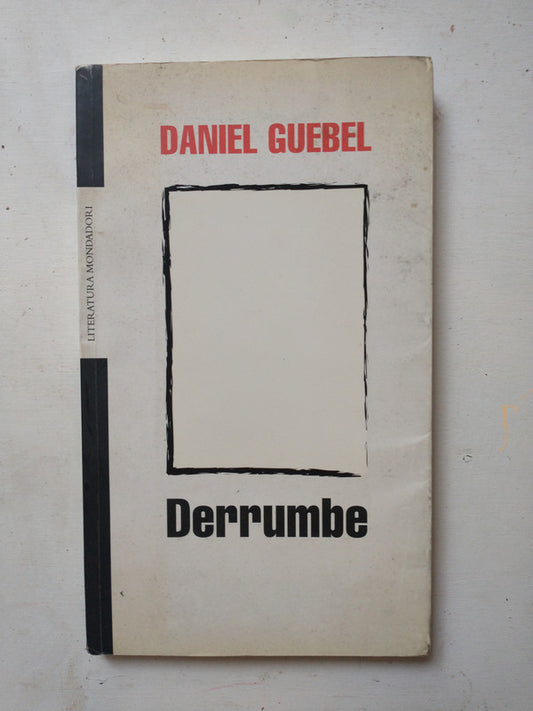 DANIEL GUEBEL
LITERATURA MONDADORI
Derrumbe